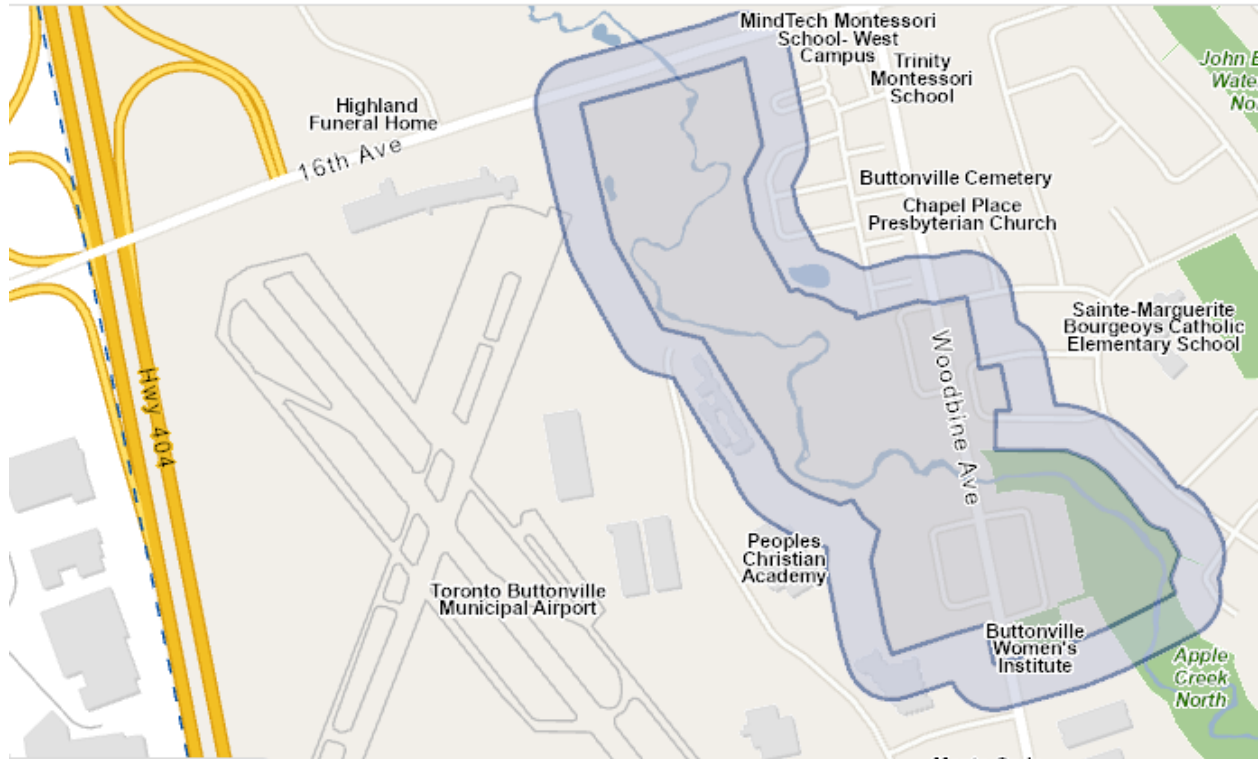 MindTech Montessori
School- West
Campus
Trinity
Montessori
School
Highland
Funeral Home
16th Ave
Buttonville Cemetery
Chapel Place
Presbyterian Church
Sainte-Marguerite
Bourgeoys Catholic
Elementary School
Hwy 404
Woodbine Ave
Peoples
Christian
Academy
Toronto Buttonville
Municipal Airport
Buttonville
Women's
Institute
Apple
Creek
North